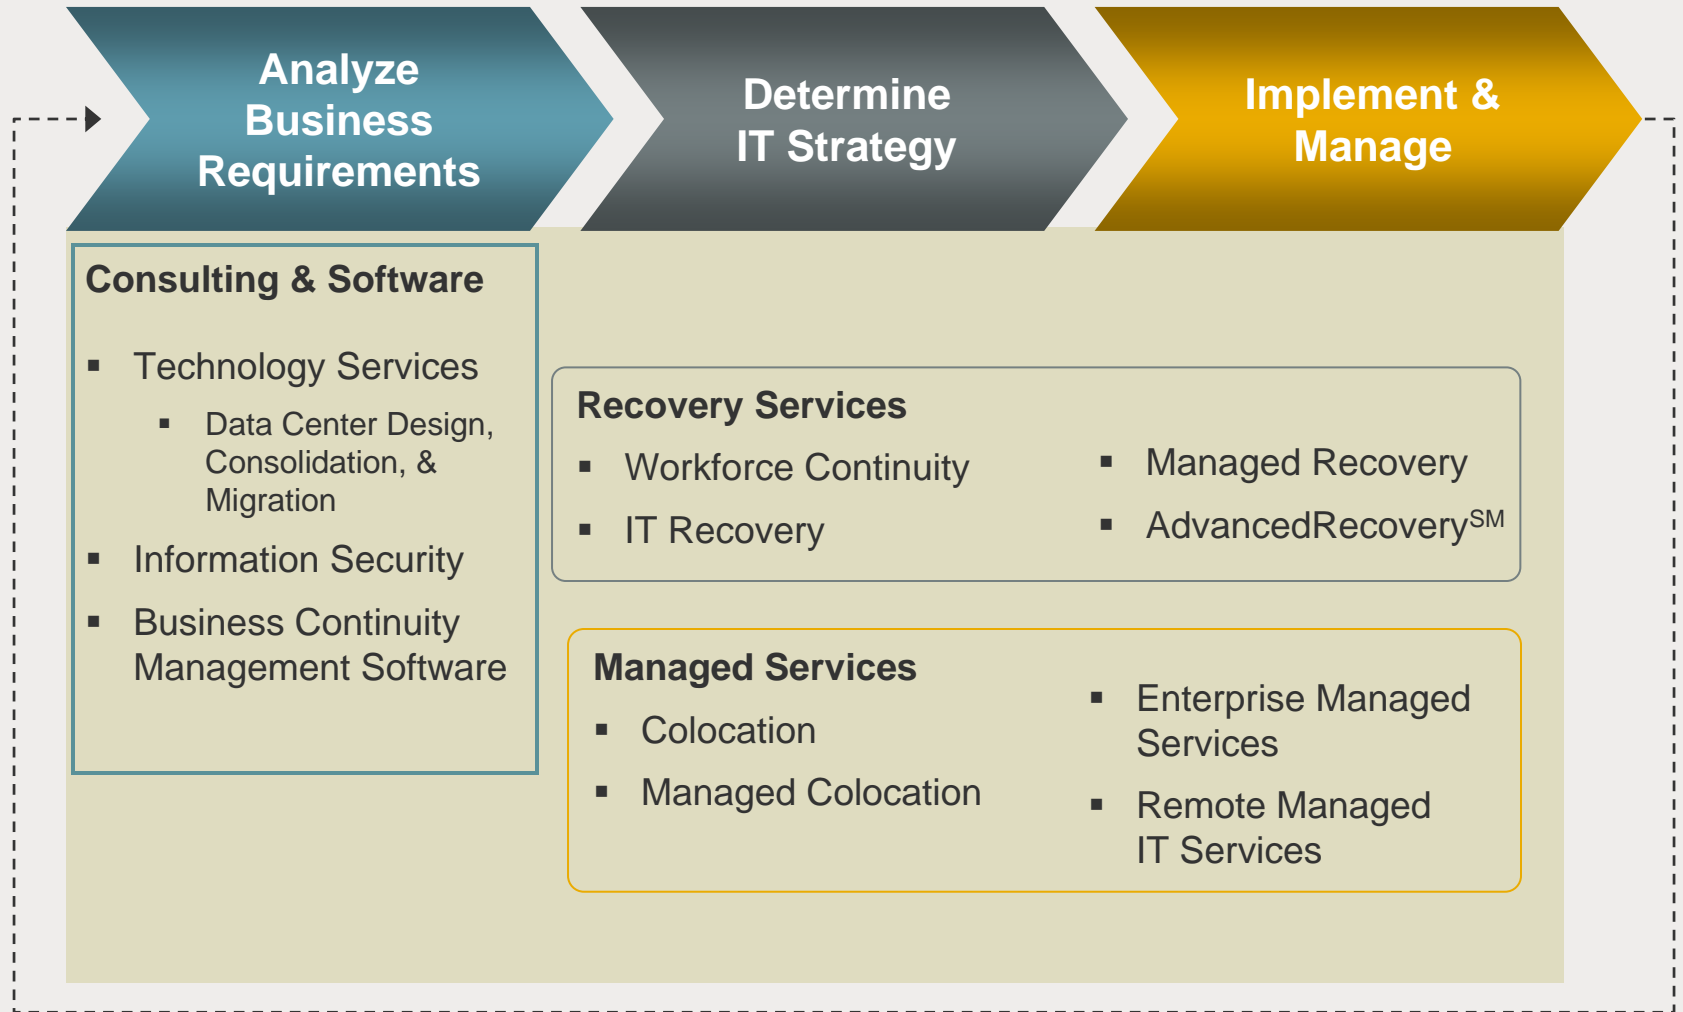 Analyze
Business
Requirements
Determine
IT Strategy
Implement &
Manage
Consulting & Software
Technology Services
Data Center Design,
Consolidation, &
Migration
Information Security
Business Continuity
Management Software
Recovery Services
Workforce Continuity
IT Recovery
Managed Recovery
AdvancedRecoverySM
Managed Services
Colocation
Managed Colocation
Enterprise Managed
Services
Remote Managed
IT Services